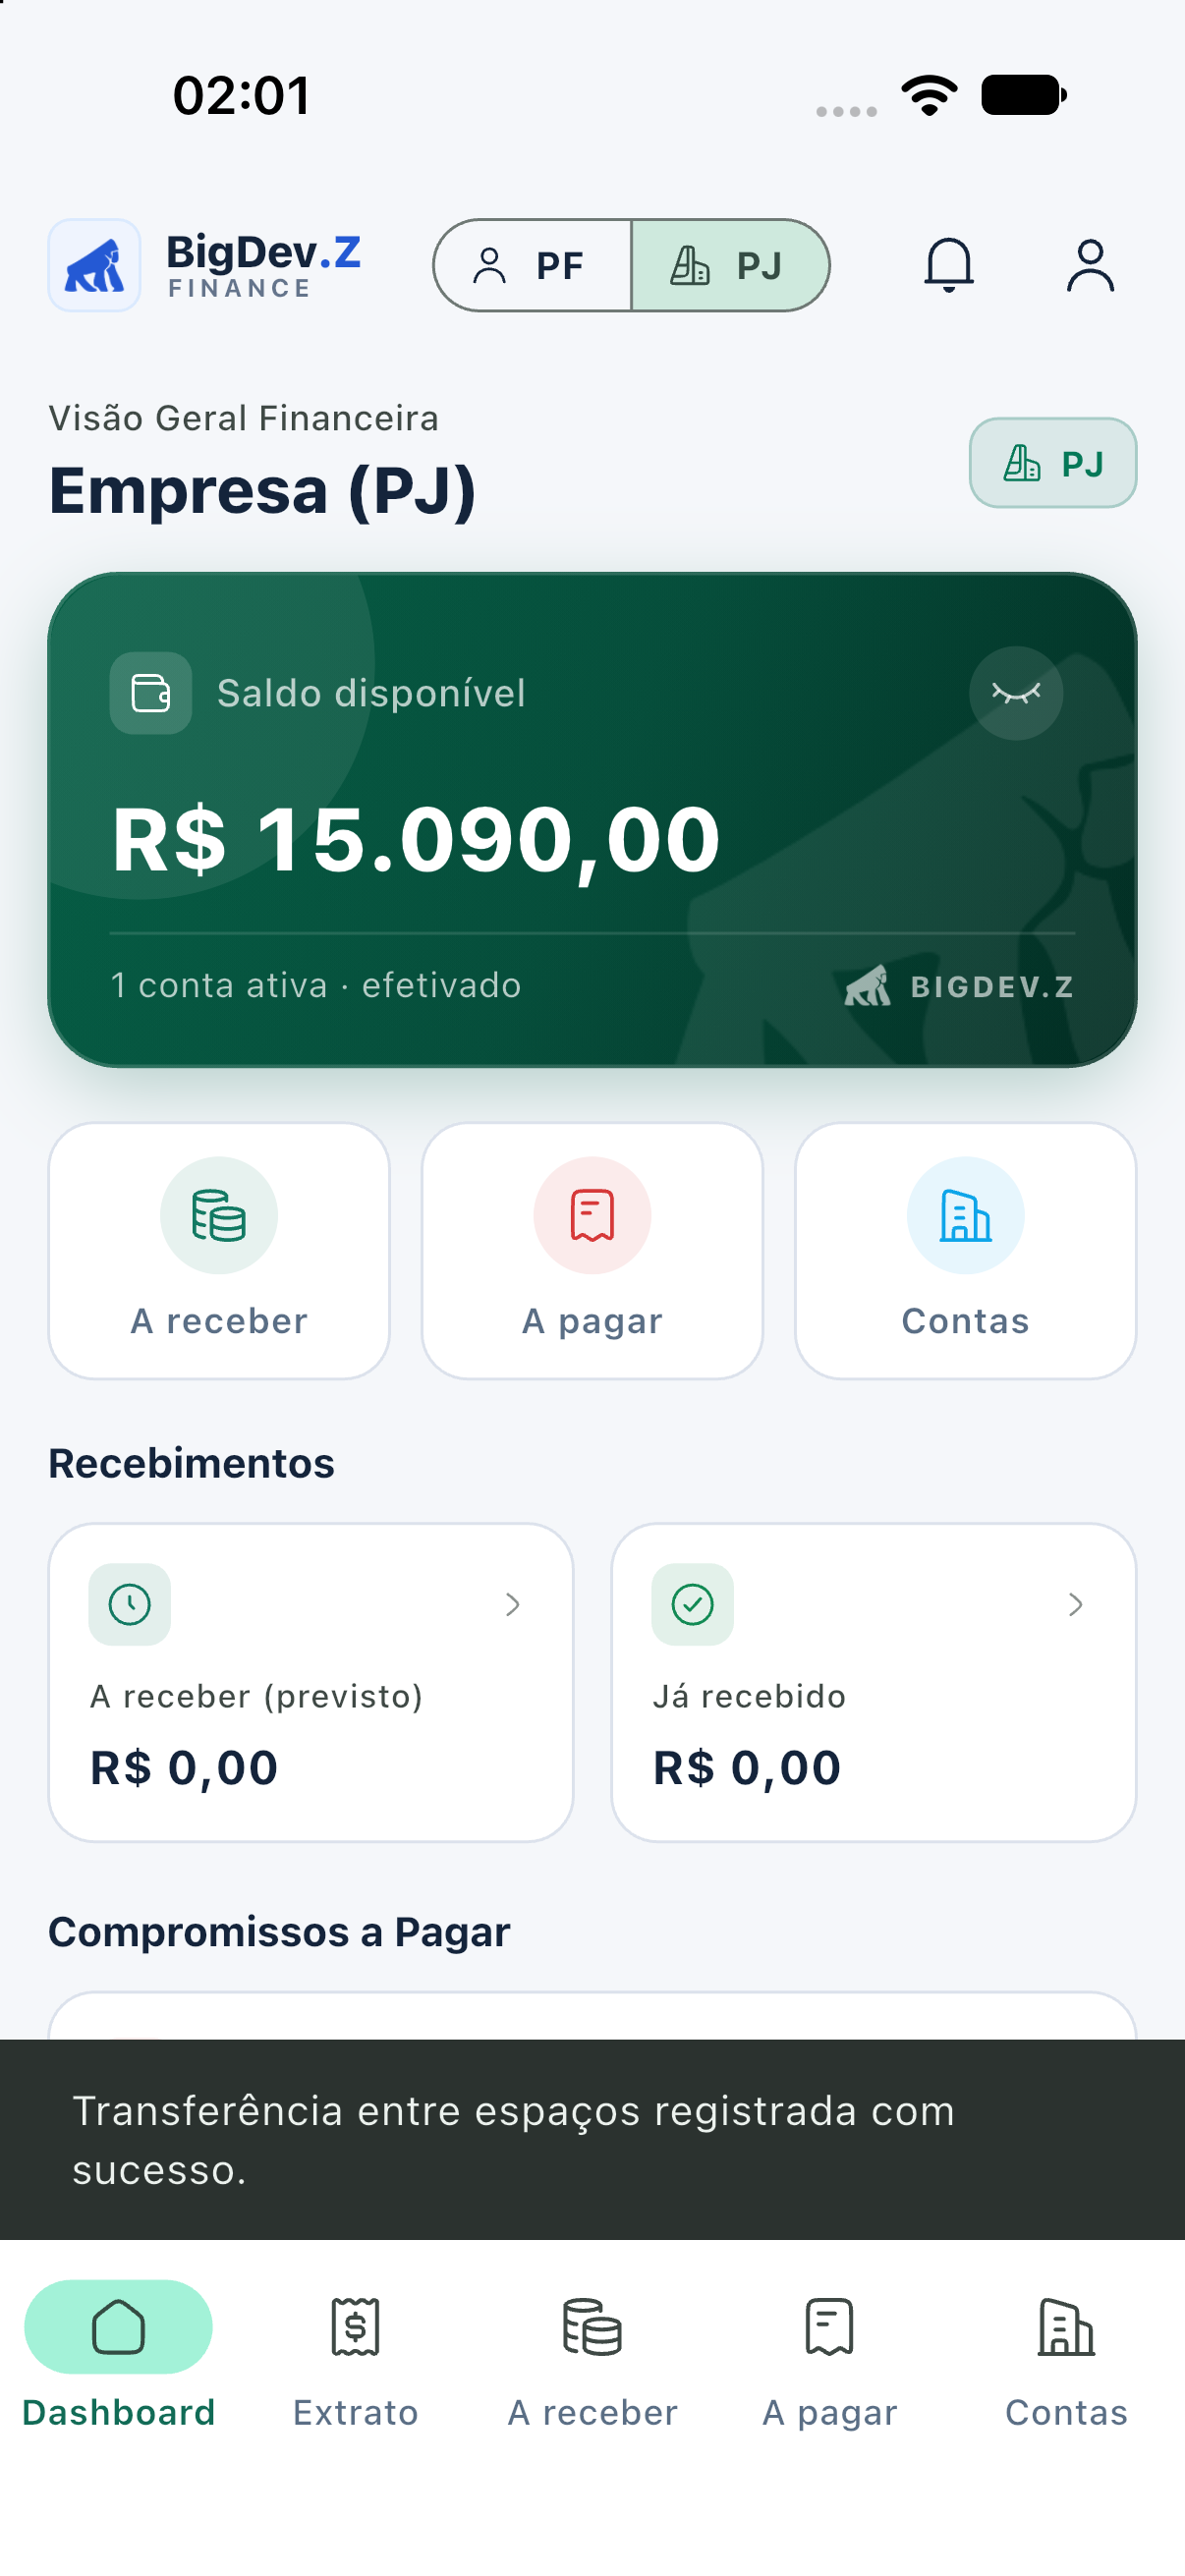 02:01
BigDev.Z
FINANCE
PF
PJ
Visão Geral Financeira
Empresa (PJ)
PJ
Saldo disponível
R$ 15.090,00
1 conta ativa · efetivado
BIGDEV.Z
A receber
A pagar
Contas
Recebimentos
A receber (previsto)
R$ 0,00
Já recebido
R$ 0,00
Compromissos a Pagar
Transferência entre espaços registrada com
sucesso.
Dashboard
Extrato
A receber
A pagar
Contas